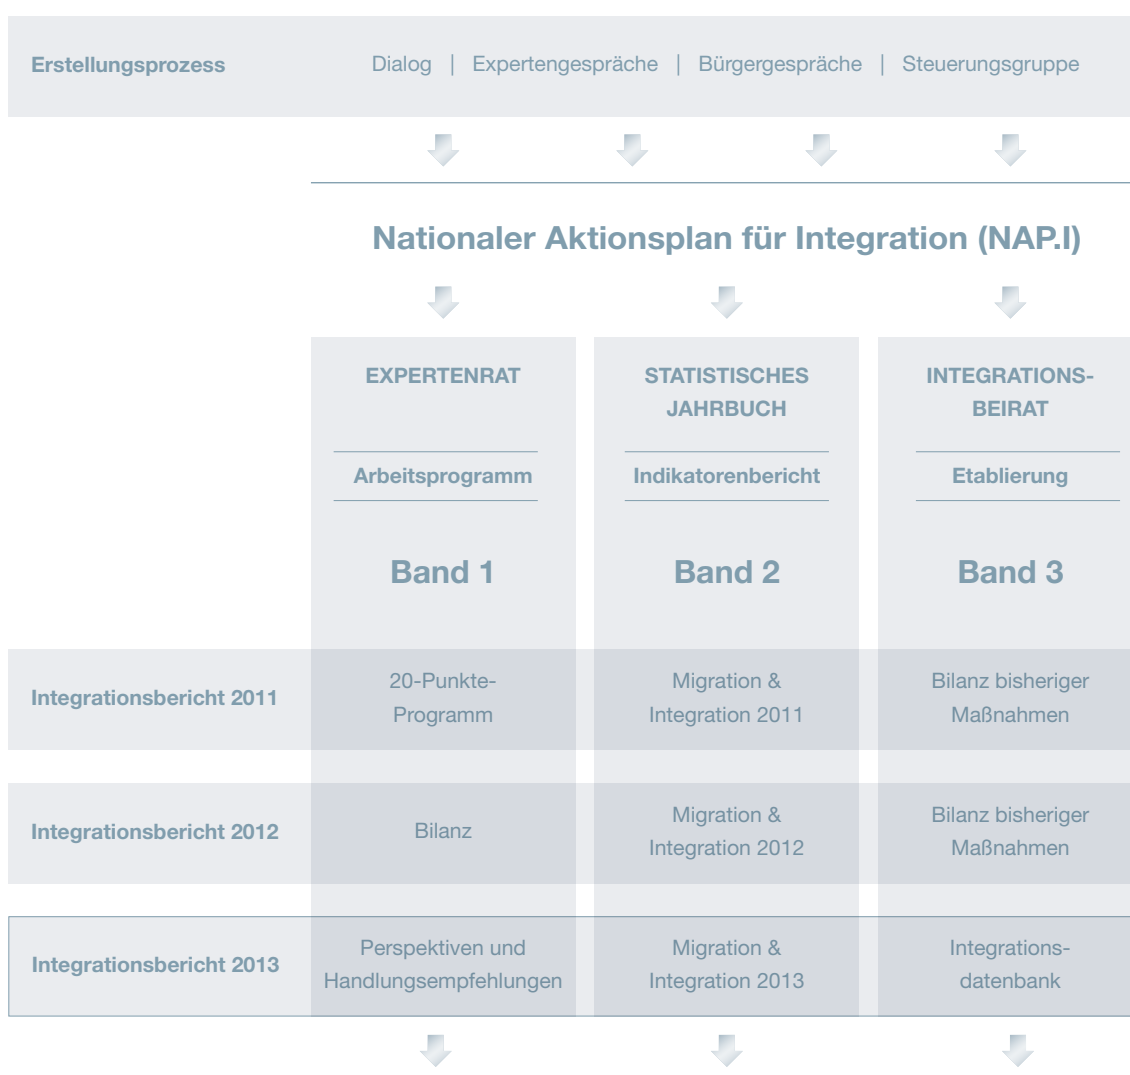 Erstellungsprozess
Dialog | Expertengespräche | Bürgergespräche | Steuerungsgruppe
Nationaler Aktionsplan für Integration (NAP.I)
EXPERTENRAT
Arbeitsprogramm
Band 1
STATISTISCHES
JAHRBUCH
Indikatorenbericht
Band 2
INTEGRATIONS-
BEIRAT
Etablierung
Band 3
Integrationsbericht 2011
20-Punkte-
Programm
Migration &
Integration 2011
Bilanz bisheriger
Maßnahmen
Integrationsbericht 2012
Bilanz
Migration &
Integration 2012
Bilanz bisheriger
Maßnahmen
Integrationsbericht 2013
Perspektiven und
Handlungsempfehlungen
Migration &
Integration 2013
Integrations-
datenbank